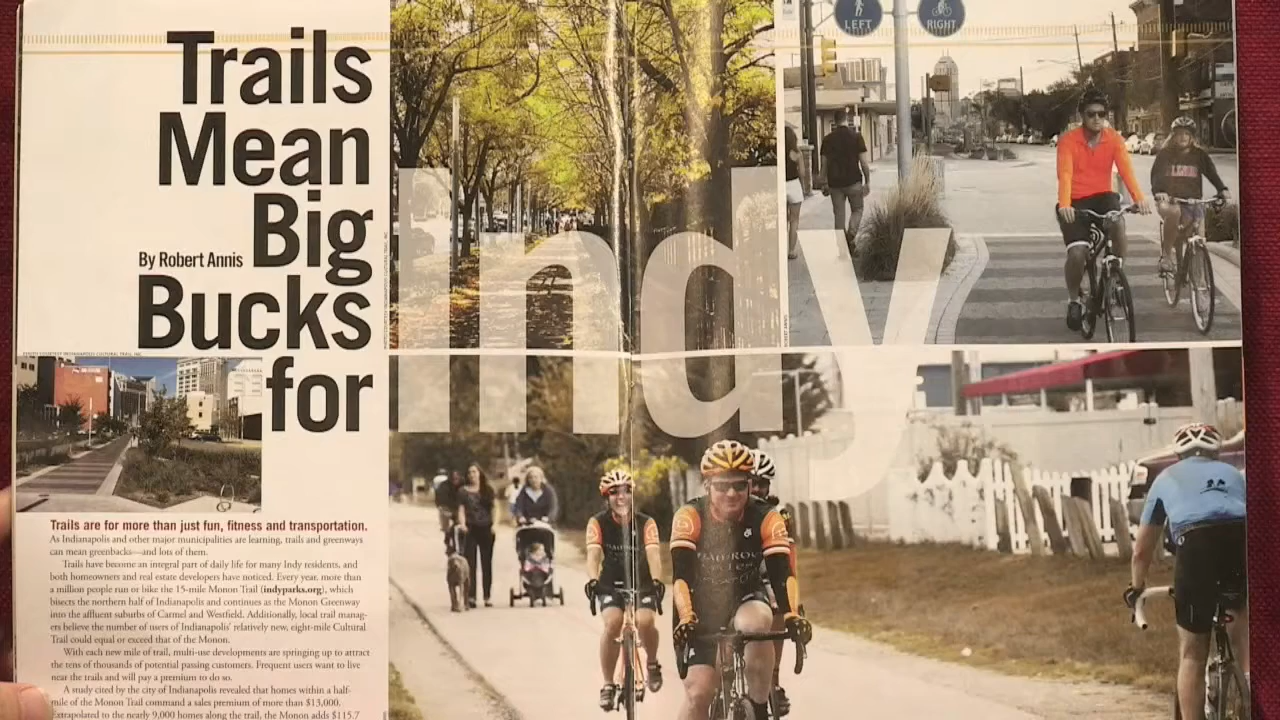 Trails
Mean
Big
By Robert Annis
Bucks
for
Indy
LEFT
RIGHT
Trails are for more than just fun, fitness and transportation.
As Indianapolis and other major municipalities are learning, trails and greenways
can mean greenbacks—and lots of them.
Trails have become an integral part of daily life for many Indy residents, and
both homeowners and real estate developers have noticed. Every year, more than
a million people run or bike the 15-mile Monon Trail (indyparks.org), which
bisects the northern half of Indianapolis and continues as the Monon Greenway
into the affluent suburbs of Carmel and Westfield. Additionally, local trail manag-
ers believe the number of users of Indianapolis' relatively new, eight-mile Cultural
Trail could equal or exceed that of the Monon.
With each new mile of trail, multi-use developments are springing up to attract
the tens of thousands of potential passing customers. Frequent users want to live
near the trails and will pay a premium to do so.
A study cited by the city of Indianapolis revealed that homes within a half-
mile of the Monon Trail command a sales premium of more than $13,000.
Extrapolated to the nearly 9,000 homes along the trail, the Monon adds $115.7